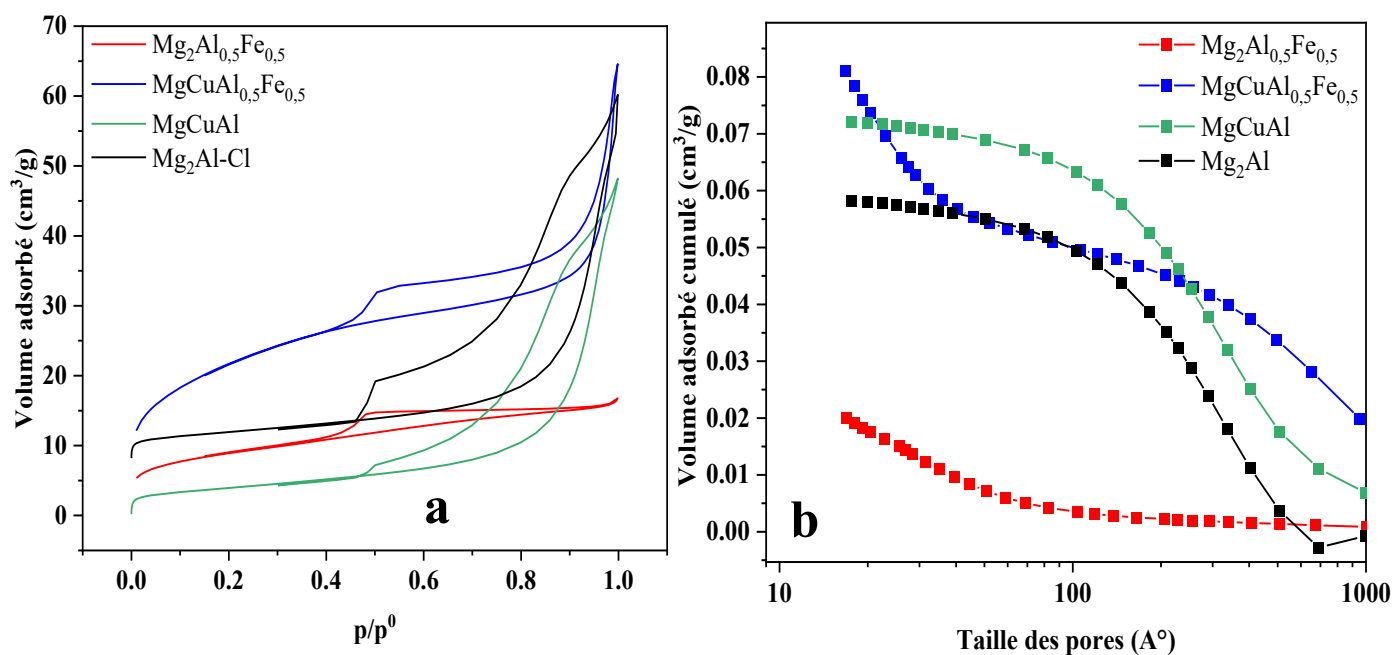 Mg₂Al₀,₅Fe₀,₅
MgCuAl₀,₅Fe₀,₅
MgCuAl
Mg₂Al-Cl
Volume adsorbé ((cm³/g)
70
60
50
40
30
20
10
0
0.0 0.2 0.4 0.6 0.8 1.0
p/p⁰
a
Mg₂Al₀,₅Fe₀,₅
MgCuAl₀,₅Fe₀,₅
MgCuAl
Mg₂Al
Volume adsorbé cumulé (cm³/g)
0.08
0.07
0.06
0.05
0.04
0.03
0.02
0.01
0.00
10 100 1000
Taille des pores (A°)
b